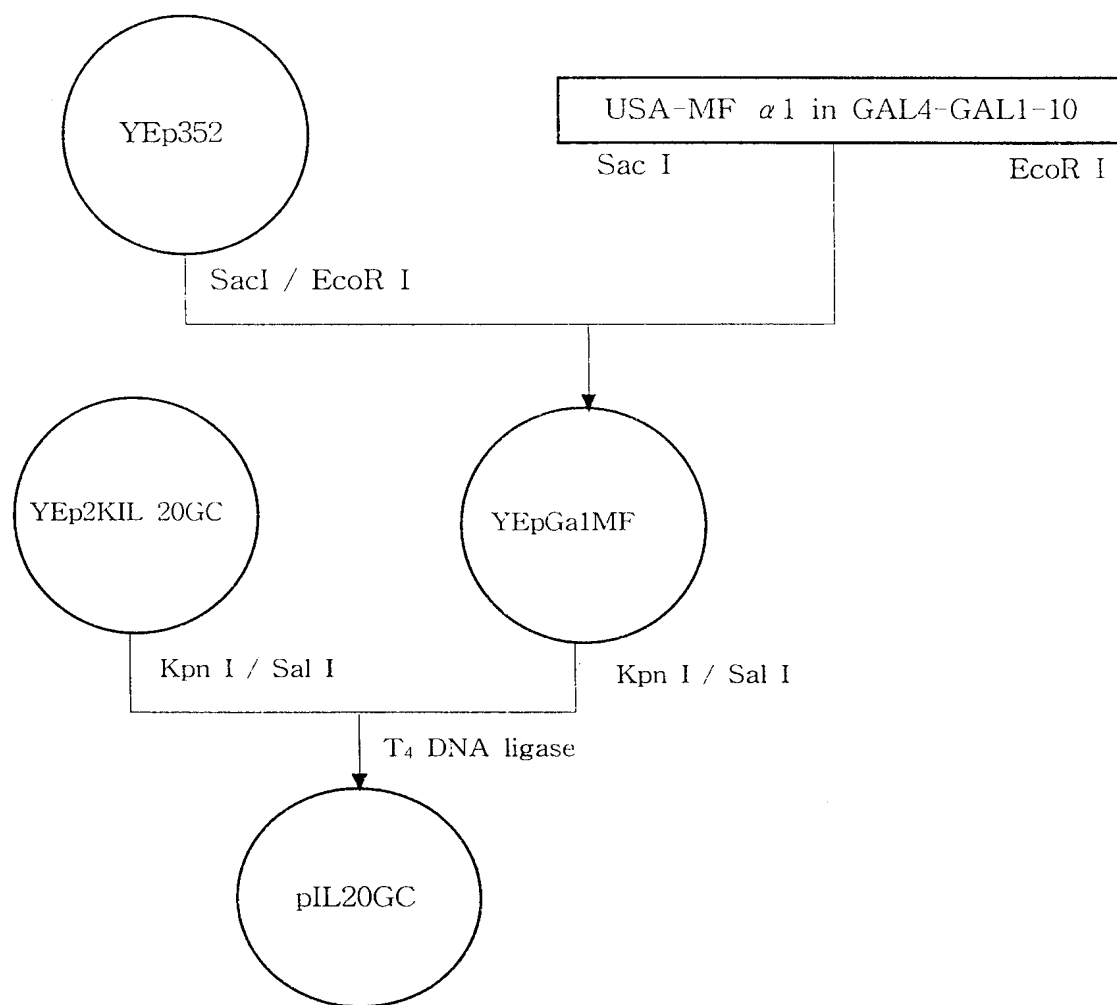 YEp352
USA-MF α1 in GAL4-GAL1-10
Sac I
EcoR I
SacI / EcoR I
YEp2KIL 20GC
YEpGa1MF
Kpn I / Sal I
Kpn I / Sal I
T₄ DNA ligase
pIL20GC